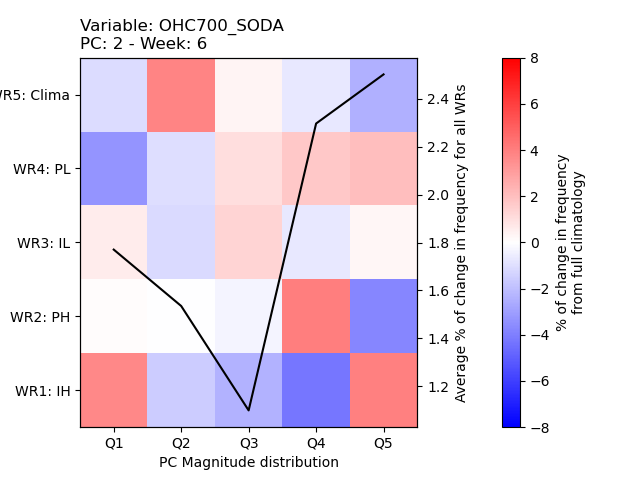 Variable: OHC700_SODA
PC: 2 - Week: 6
WR5: Clima
WR4: PL
WR3: IL
WR2: PH
WR1: IH
Q1 Q2 Q3 Q4 Q5
PC Magnitude distribution
2.4
2.2
2.0
1.8
1.6
1.4
1.2
Average % of change in frequency for all WRs
8
6
4
2
0
−2
−4
−6
−8
% of change in frequency
from full climatology